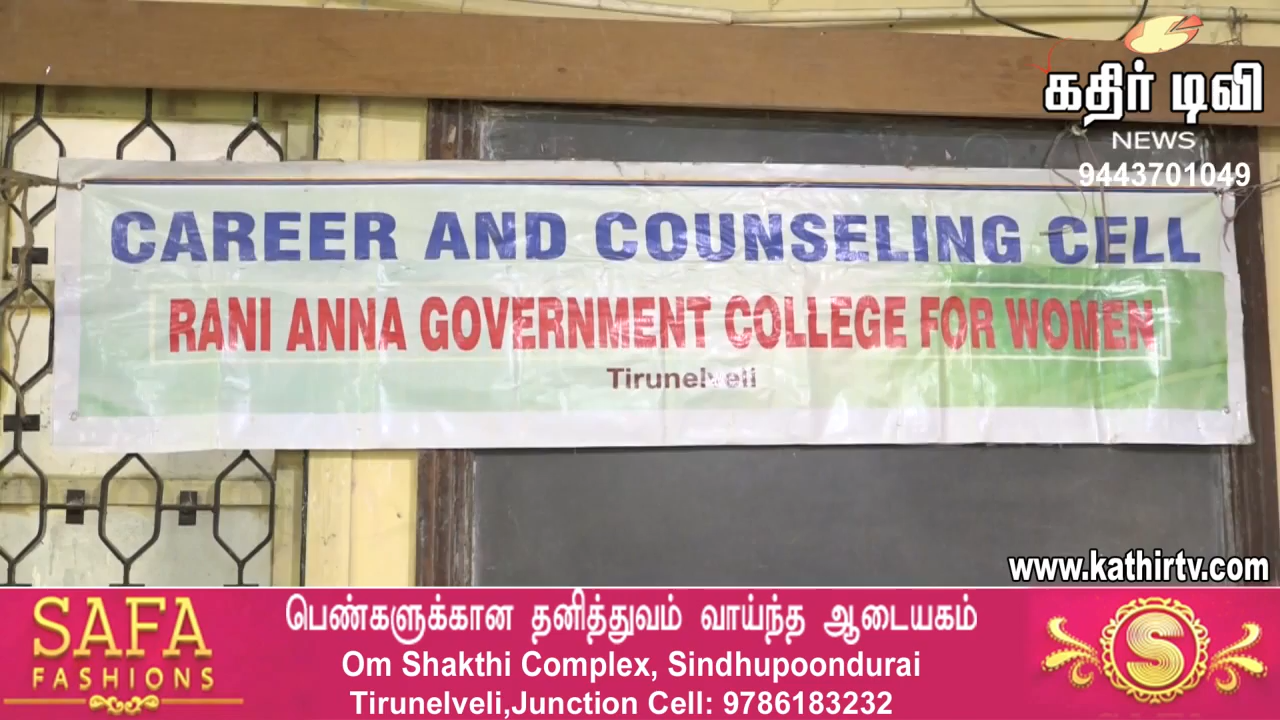 கதிர் டிவி
NEWS
9443701049
CAREER AND COUNSELING CELL
RANI ANNA GOVERNMENT COLLEGE FOR WOMEN
Tirunelveli
www.kathirtv.com
SAFA
FASHIONS
பெண்களுக்கான தனித்துவம் வாய்ந்த ஆடையகம்
Om Shakthi Complex, Sindhupoondurai
Tirunelveli,Junction Cell: 9786183232
S